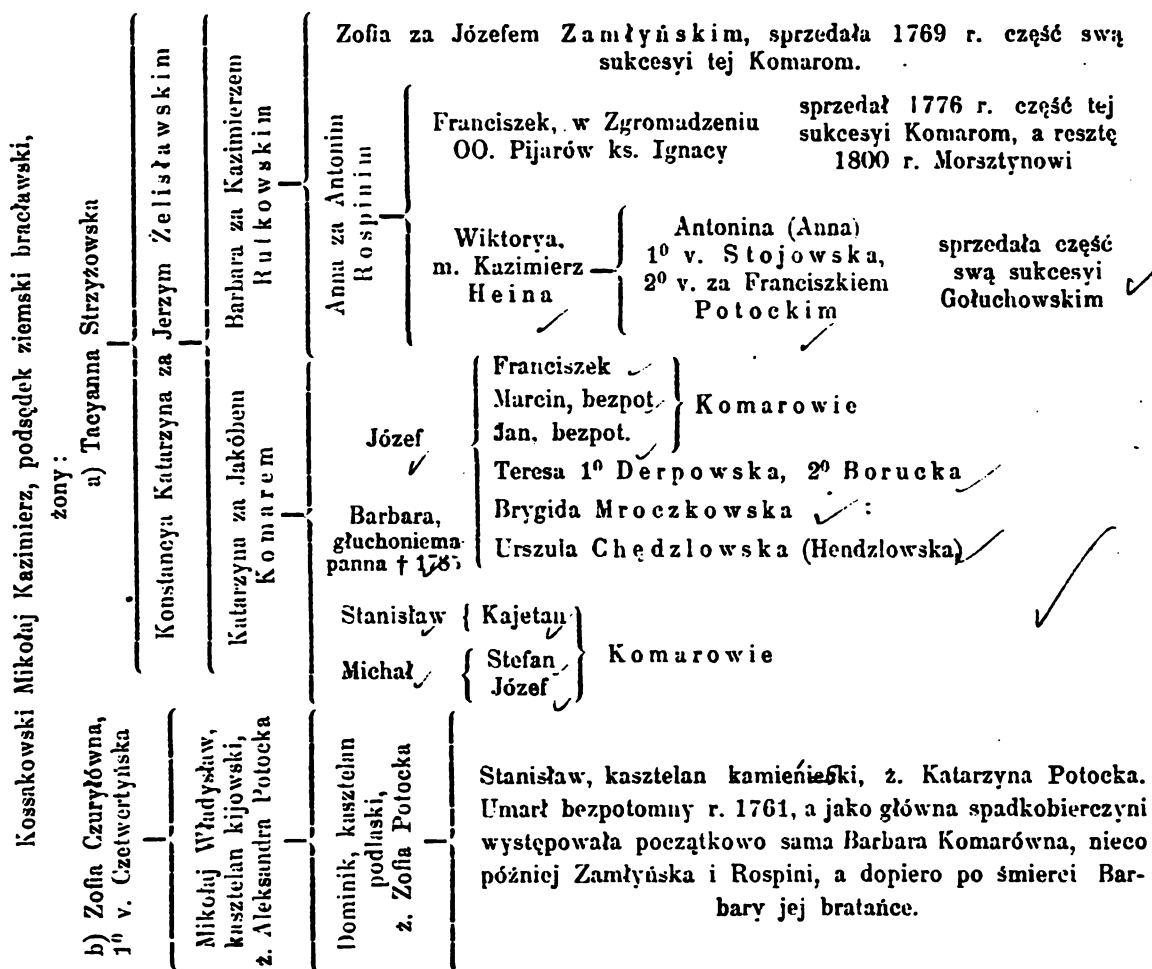 Kossakowski Mikołaj Kazimierz, podsędek ziemski bracławski,
żony:
a) Tacyanna Strzyżowska
Konstancya Katarzyna za Jerzym Żelisławskim
Barbara za Kazimierzem
Rutkowskim
Zofia za Józefem Zamłyńskim, sprzedała 1769 r. część swą
sukcesyi tej Komarom.
Anna za Antonim
Rospinim
Franciszek, w Zgromadzeniu
OO. Pijarów ks. Ignacy
sprzedał 1776 r. część tej
sukcesyi Komarom, a resztę
1800 r. Morsztynowi
Wiktorya,
m. Kazimierz
Heina
Antonina (Anna)
1⁰ v. Stojowska,
2⁰ v. za Franciszkiem
Potockim
sprzedała część
swą sukcesyi
Gołuchowskim
Katarzyna za Jakóbem
Komarem
Józef
Franciszek
Marcin, bezpot.
Jan, bezpot.
Komarowie
Teresa 1⁰ Derpowska, 2⁰ Borucka
Brygida Mroczkowska
Urszula Chędzlowska (Hendzlowska)
Barbara,
głuchoniema
panna †
Stanisław { Kajetan
Michał { Stefan
Józef
Komarowie
b) Zofia Czuryłówna,
1⁰ v. Czetwertyńska
Mikołaj Władysław,
kasztelan kijowski,
ż. Aleksandra Potocka
Dominik, kasztelan
podlaski,
ż. Zofia Potocka
Stanisław, kasztelan kamieński, ż. Katarzyna Potocka.
Umarł bezpotomny r. 1761, a jako główna spadkobierczyni
występowała początkowo sama Barbara Komarówna, nieco
później Zamłyńska i Rospini, a dopiero po śmierci Bar-
bary jej bratańce.